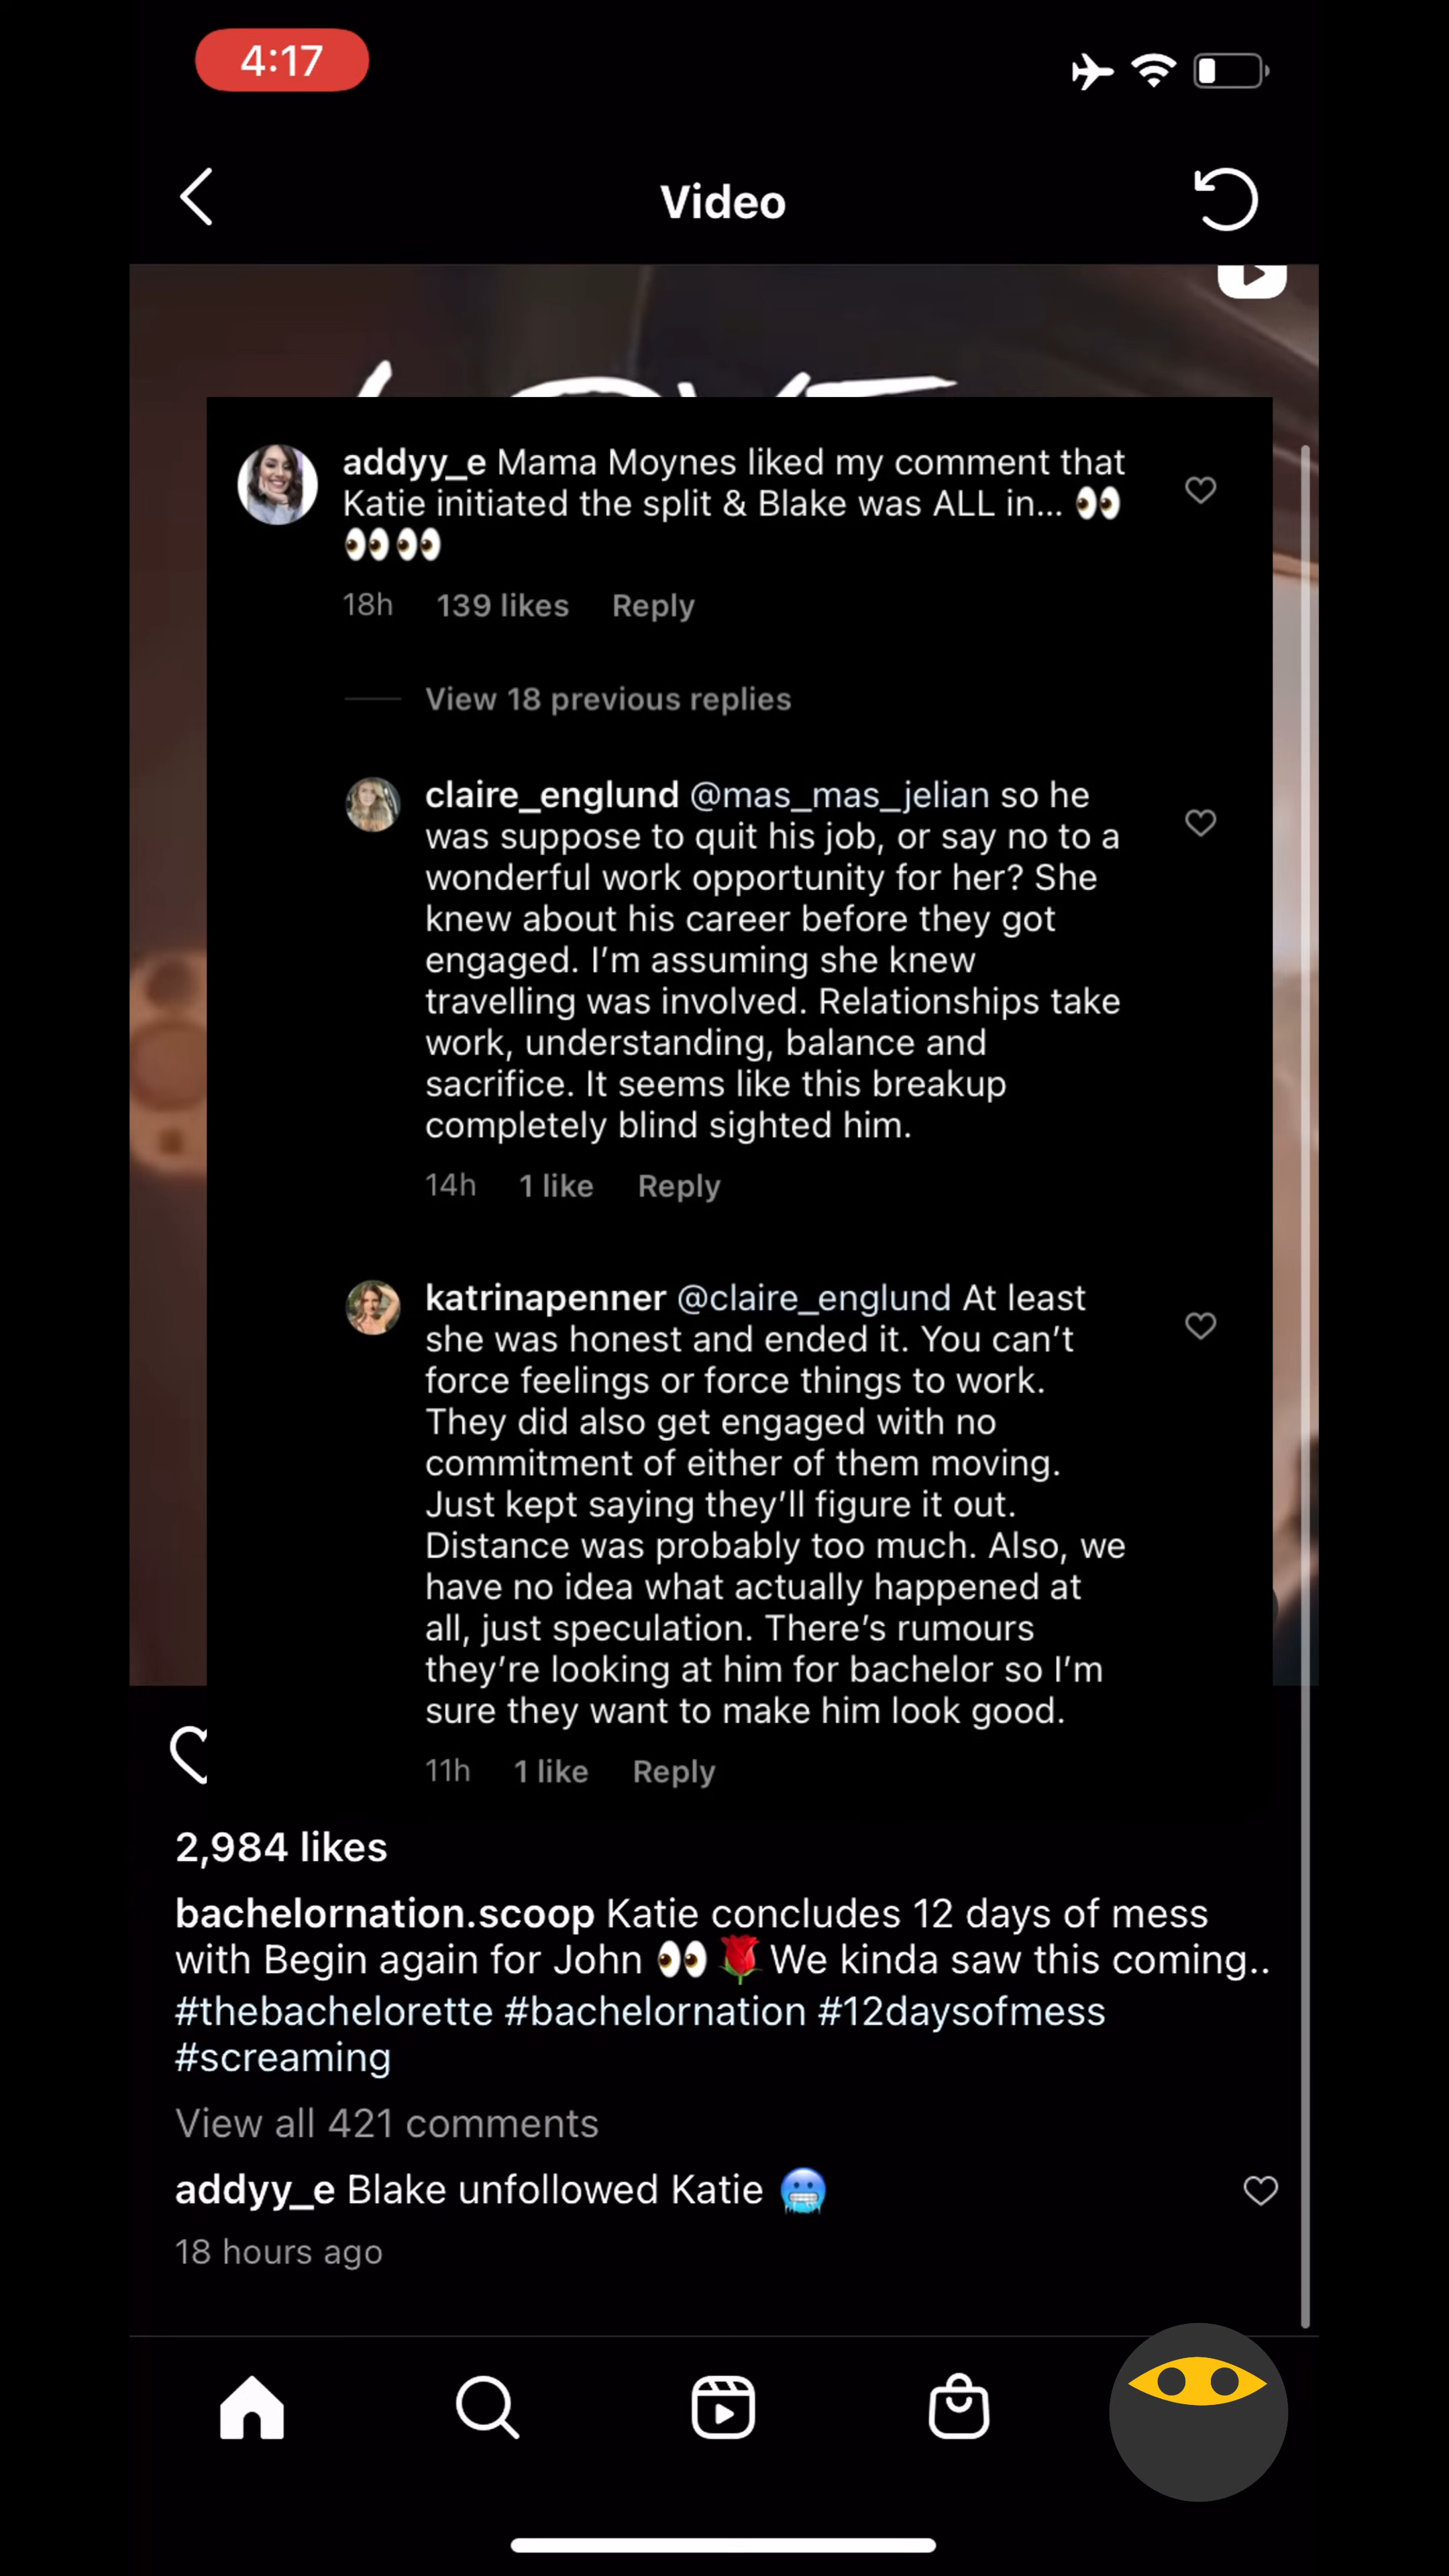 4:17
Video
addyy_e Mama Moynes liked my comment that
Katie initiated the split & Blake was ALL in... 👀
👀👀
18h 139 likes Reply
View 18 previous replies
claire_englund @mas_mas_jelian so he
was suppose to quit his job, or say no to a
wonderful work opportunity for her? She
knew about his career before they got
engaged. I’m assuming she knew
travelling was involved. Relationships take
work, understanding, balance and
sacrifice. It seems like this breakup
completely blind sighted him.
14h 1 like Reply
katrinapenner @claire_englund At least
she was honest and ended it. You can’t
force feelings or force things to work.
They did also get engaged with no
commitment of either of them moving.
Just kept saying they’ll figure it out.
Distance was probably too much. Also, we
have no idea what actually happened at
all, just speculation. There’s rumours
they’re looking at him for bachelor so I’m
sure they want to make him look good.
11h 1 like Reply
2,984 likes
bachelornation.scoop Katie concludes 12 days of mess
with Begin again for John 👀🌹We kinda saw this coming..
#thebachelorette #bachelornation #12daysofmess
#screaming
View all 421 comments
addyy_e Blake unfollowed Katie 🥶
18 hours ago